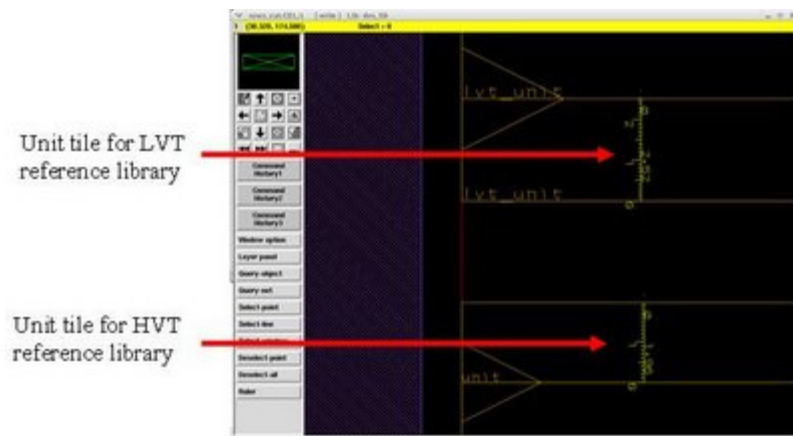 Select : 0
Unit tile for LVT
reference library
Command
History1
Command
History2
Command
History3
Window option
Layer panel
Query object
Query net
Select point
Select line
Deselect point
Deselect all
Ruler
lvt_unit
lvt_unit
Unit tile for HVT
reference library
unit